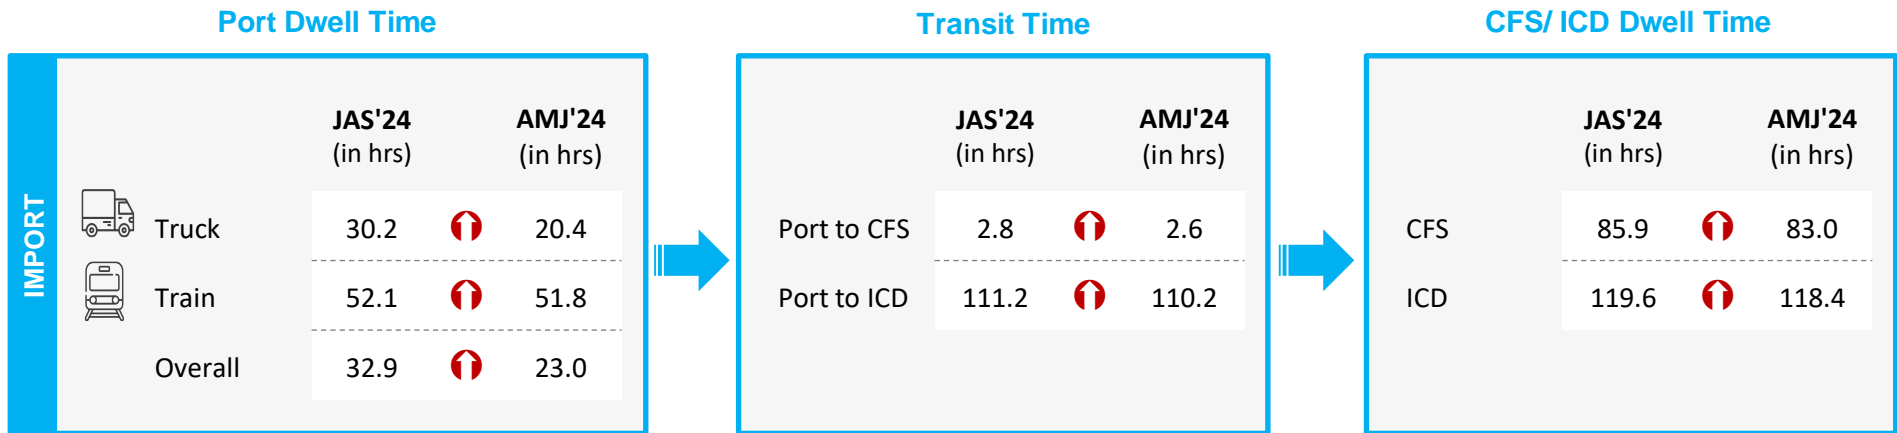 Port Dwell Time
Transit Time
CFS/ ICD Dwell Time
IMPORT
JAS'24 AMJ'24
(in hrs) (in hrs)
Truck 30.2 20.4
Train 52.1 51.8
Overall 32.9 23.0
JAS'24 AMJ'24
(in hrs) (in hrs)
Port to CFS 2.8 2.6
Port to ICD 111.2 110.2
JAS'24 AMJ'24
(in hrs) (in hrs)
CFS 85.9 83.0
ICD 119.6 118.4